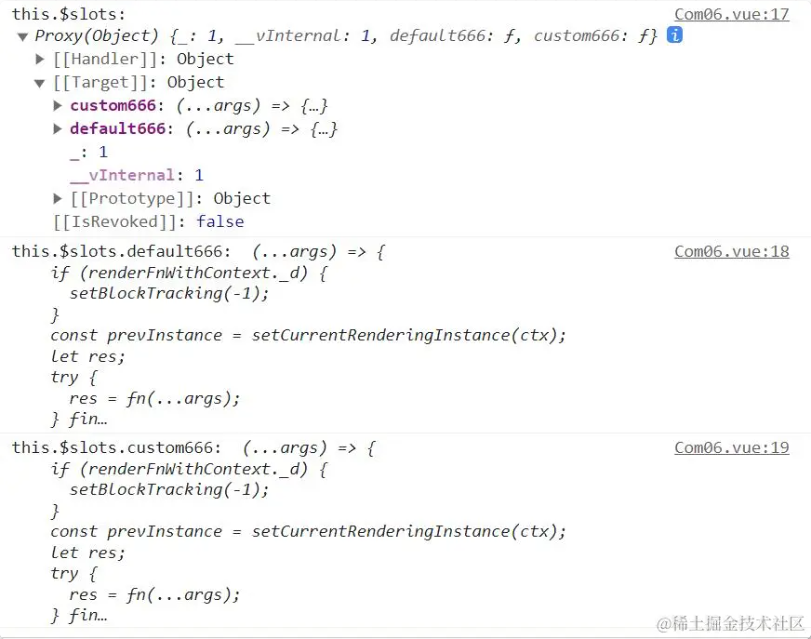 this.$slots: Com06.vue:17
▼ Proxy(Object) {_: 1, __vInternal: 1, default666: ƒ, custom666: ƒ} i
▶ [[Handler]]: Object
▼ [[Target]]: Object
▶ custom666: (...args) => {…}
▶ default666: (...args) => {…}
_: 1
__vInternal: 1
▶ [[Prototype]]: Object
[[IsRevoked]]: false
this.$slots.default666: (...args) => { Com06.vue:18
if (renderFnWithContext._d) {
setBlockTracking(-1);
}
const prevInstance = setCurrentRenderingInstance(ctx);
let res;
try {
res = fn(...args);
} fin…
this.$slots.custom666: (...args) => { Com06.vue:19
if (renderFnWithContext._d) {
setBlockTracking(-1);
}
const prevInstance = setCurrentRenderingInstance(ctx);
let res;
try {
res = fn(...args);
} fin…
@稀土掘金技术社区